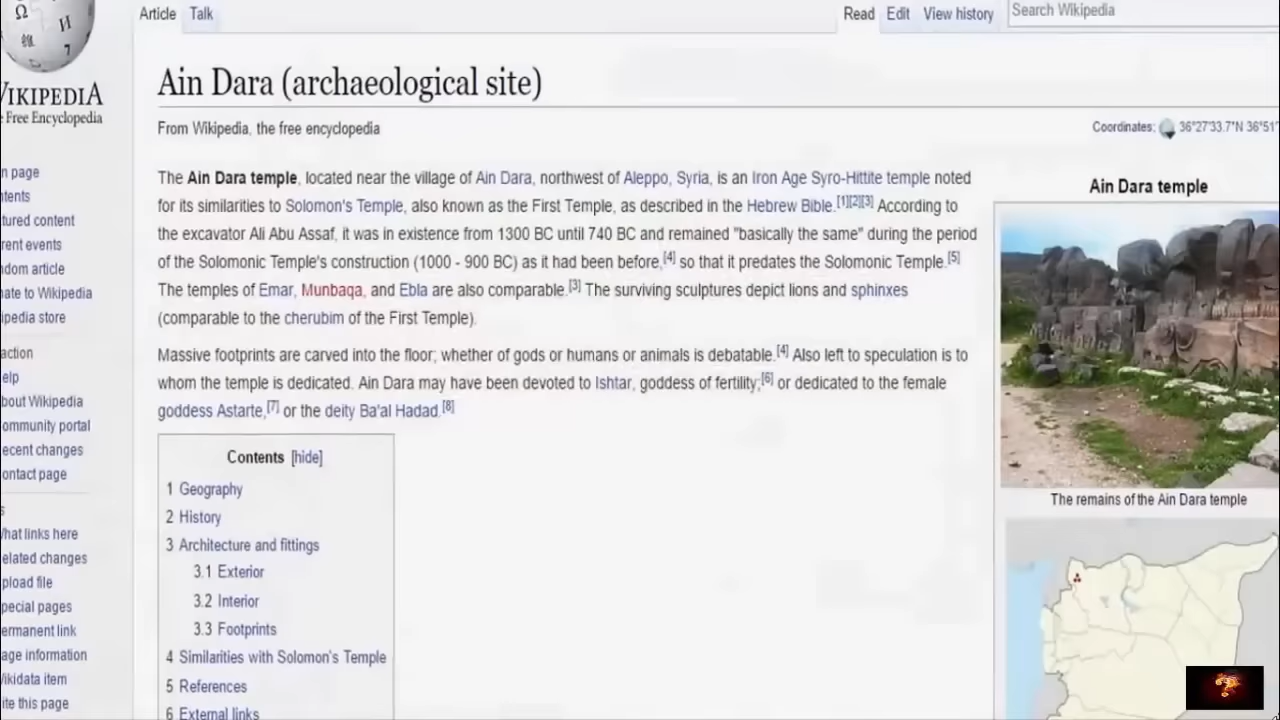 Article Talk Read Edit View history Search Wikipedia
Ω И 7
WIKIPEDIA
Free Encyclopedia
Ain Dara (archaeological site)
From Wikipedia, the free encyclopedia
Coordinates: 36°27'33.7"N 36°51'
The Ain Dara temple, located near the village of Ain Dara, northwest of Aleppo, Syria, is an Iron Age Syro-Hittite temple noted
for its similarities to Solomon's Temple, also known as the First Temple, as described in the Hebrew Bible.[1][2][3] According to
the excavator Ali Abu Assaf, it was in existence from 1300 BC until 740 BC and remained "basically the same" during the period
of the Solomonic Temple's construction (1000 - 900 BC) as it had been before,[4] so that it predates the Solomonic Temple.[5]
The temples of Emar, Munbaqa, and Ebla are also comparable.[3] The surviving sculptures depict lions and sphinxes
(comparable to the cherubim of the First Temple).
Massive footprints are carved into the floor; whether of gods or humans or animals is debatable.[4] Also left to speculation is to
whom the temple is dedicated. Ain Dara may have been devoted to Ishtar, goddess of fertility;[6] or dedicated to the female
goddess Astarte,[7] or the deity Ba'al Hadad.[8]
Contents [hide]
1 Geography
2 History
3 Architecture and fittings
3.1 Exterior
3.2 Interior
3.3 Footprints
4 Similarities with Solomon's Temple
5 References
6 External links
Ain Dara temple
The remains of the Ain Dara temple
n page
ntents
tured content
rent events
ndom article
nate to Wikipedia
ipedia store
action
elp
bout Wikipedia
ommunity portal
ecent changes
ontact page
s
hat links here
elated changes
pload file
pecial pages
ermanent link
age information
Vikidata item
ite this page